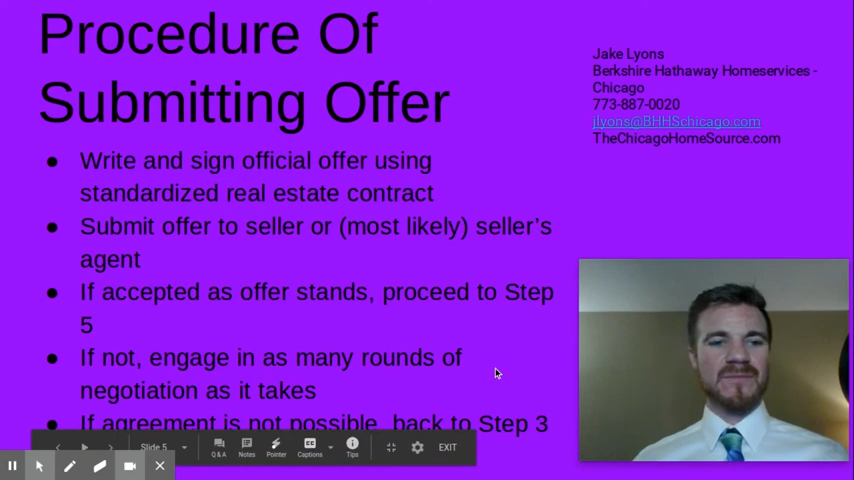 Procedure Of
Submitting Offer
● Write and sign official offer using
standardized real estate contract
● Submit offer to seller or (most likely) seller's
agent
● If accepted as offer stands, proceed to Step
5
● If not, engage in as many rounds of
negotiation as it takes
● If agreement is not possible, back to Step 3
Jake Lyons
Berkshire Hathaway Homeservices -
Chicago
773-887-0020
jlyons@BHHSchicago.com
TheChicagoHomeSource.com
Slide 5
Q & A
Notes
Pointer
CC
Captions
Tips
EXIT